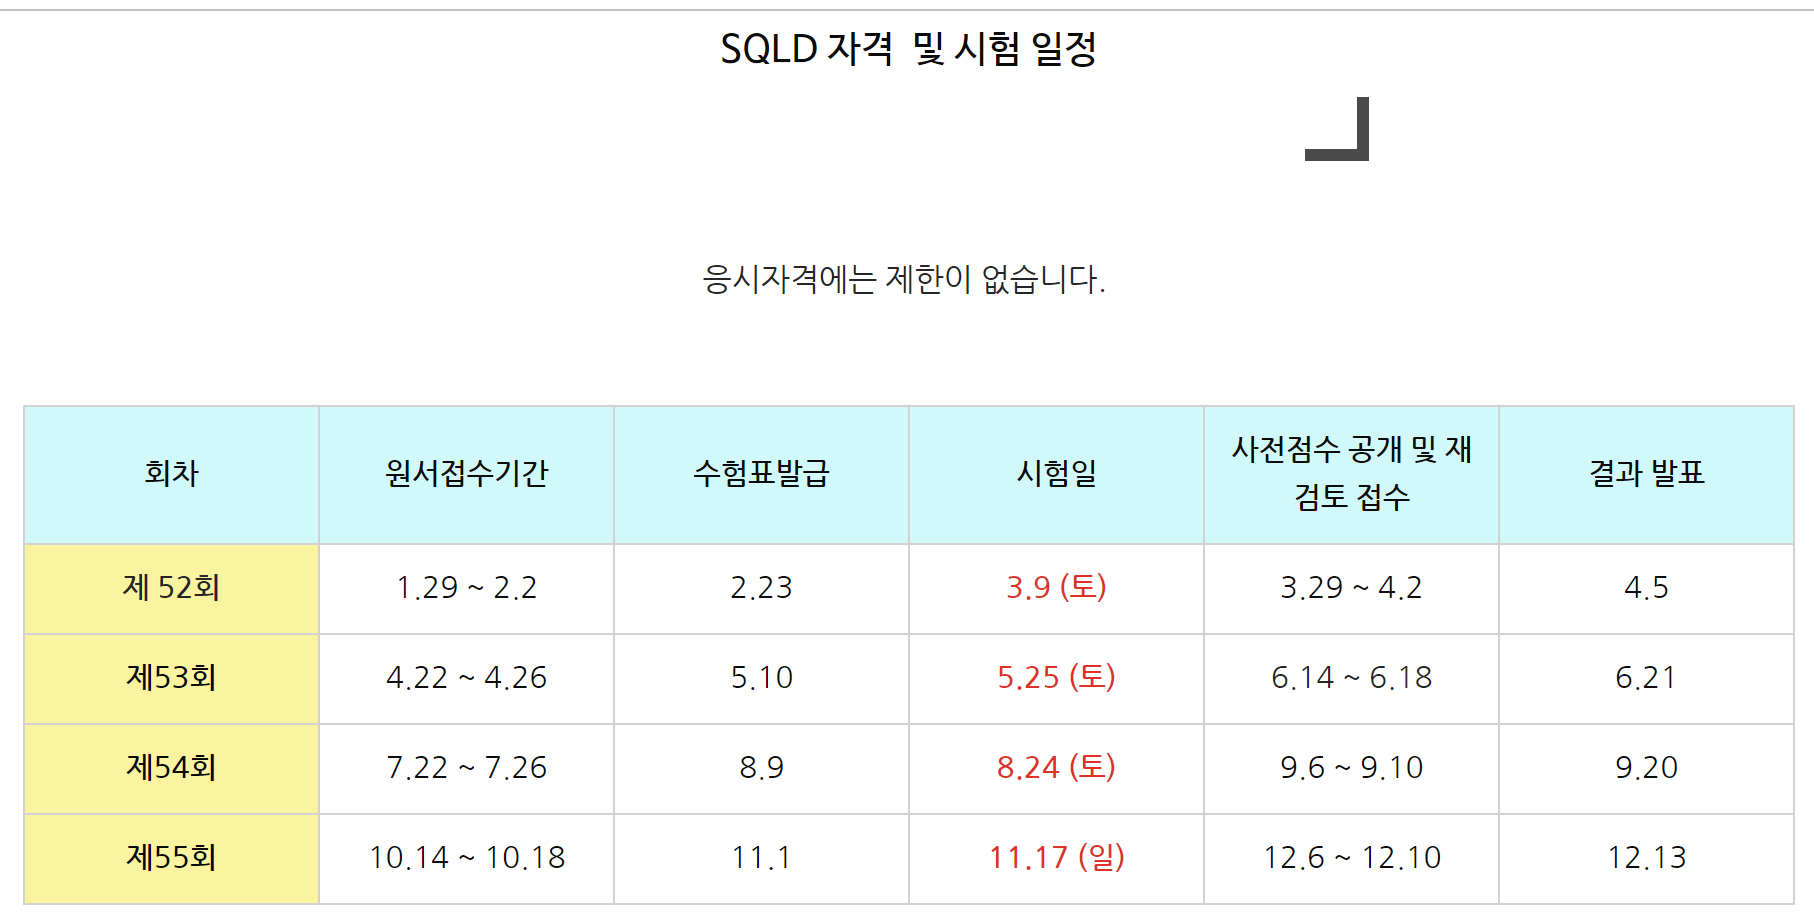 SQLD 자격 및 시험 일정
응시자격에는 제한이 없습니다.
회차 원서접수기간 수험표발급 시험일 사전점수 공개 및 재검토 접수 결과 발표
제 52회 1.29 ~ 2.2 2.23 3.9 (토) 3.29 ~ 4.2 4.5
제53회 4.22 ~ 4.26 5.10 5.25 (토) 6.14 ~ 6.18 6.21
제54회 7.22 ~ 7.26 8.9 8.24 (토) 9.6 ~ 9.10 9.20
제55회 10.14 ~ 10.18 11.1 11.17 (일) 12.6 ~ 12.10 12.13